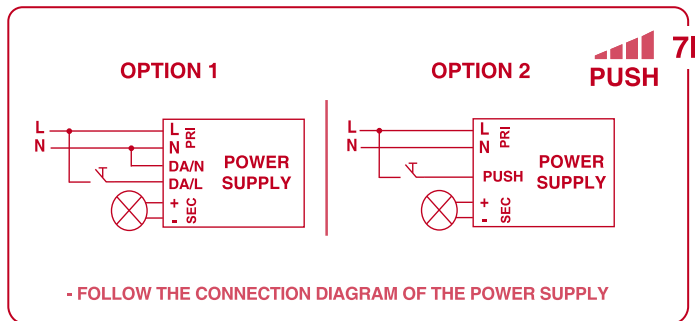 OPTION 1
L
N
L
N
PRI
DA/N
DA/L
+
-
SEC
POWER
SUPPLY
OPTION 2
L
N
L
N
PRI
PUSH
+
-
SEC
POWER
SUPPLY
PUSH
- FOLLOW THE CONNECTION DIAGRAM OF THE POWER SUPPLY